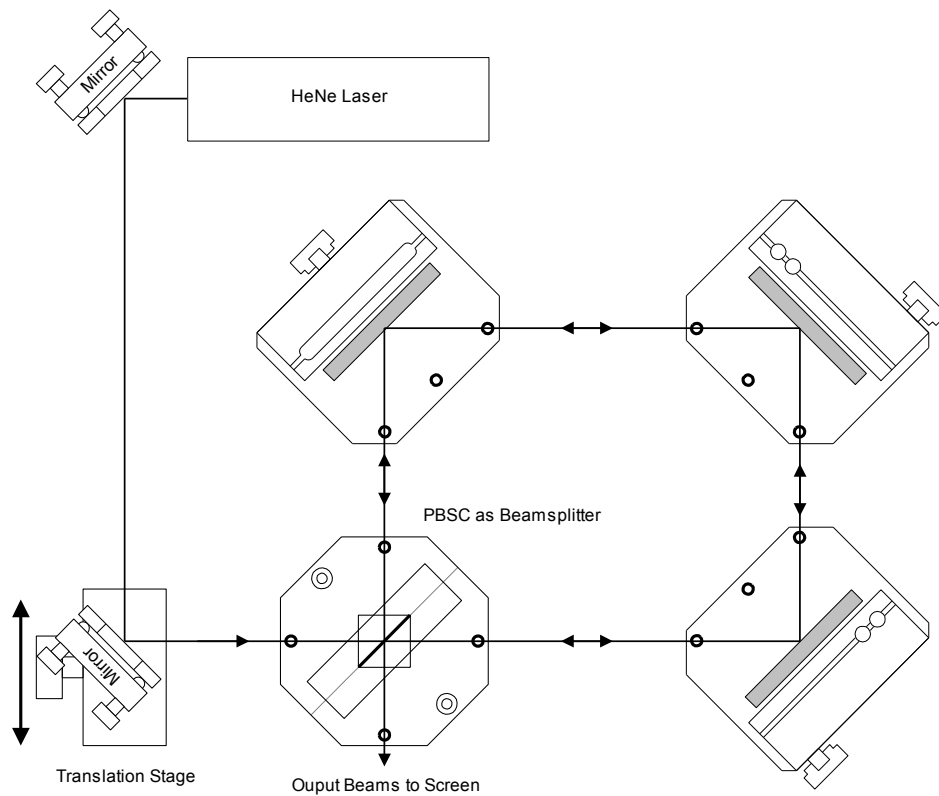 Mirror
HeNe Laser
PBSC as Beamsplitter
Mirror
Translation Stage
Ouput Beams to Screen